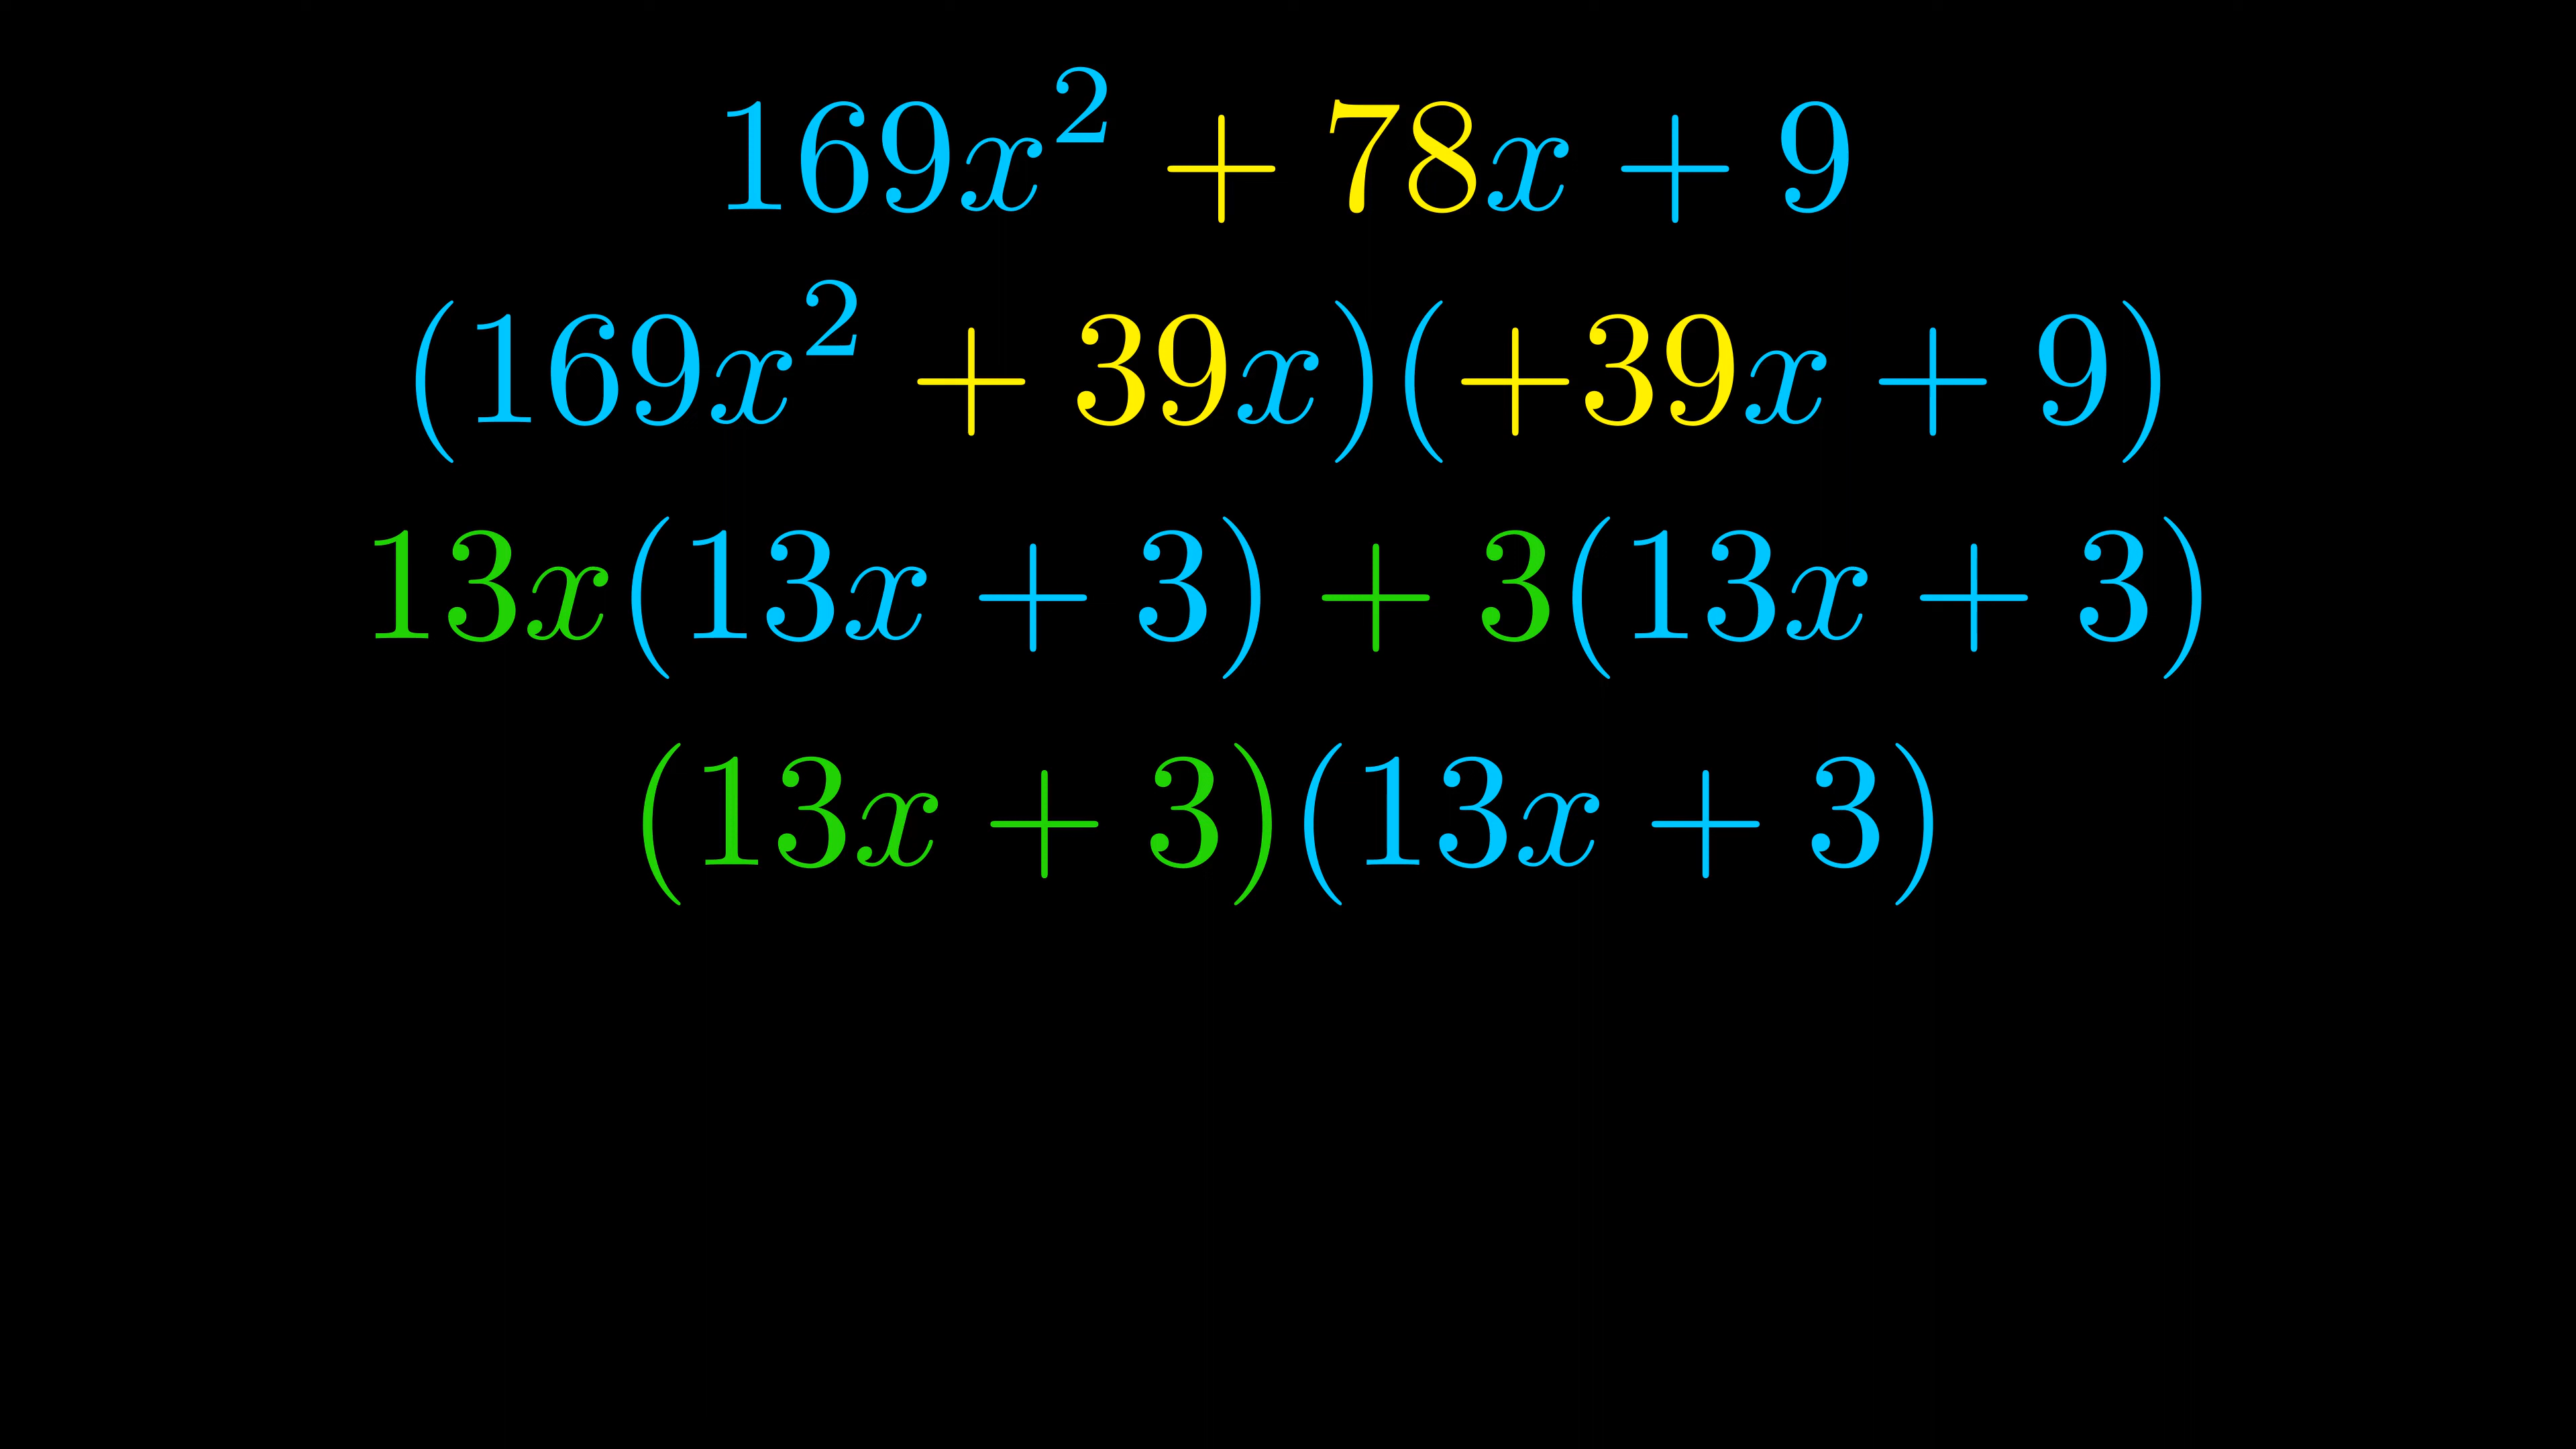 169x² + 78x + 9
(169x² + 39x)(+39x + 9)
13x(13x + 3) + 3(13x + 3)
(13x + 3)(13x + 3)